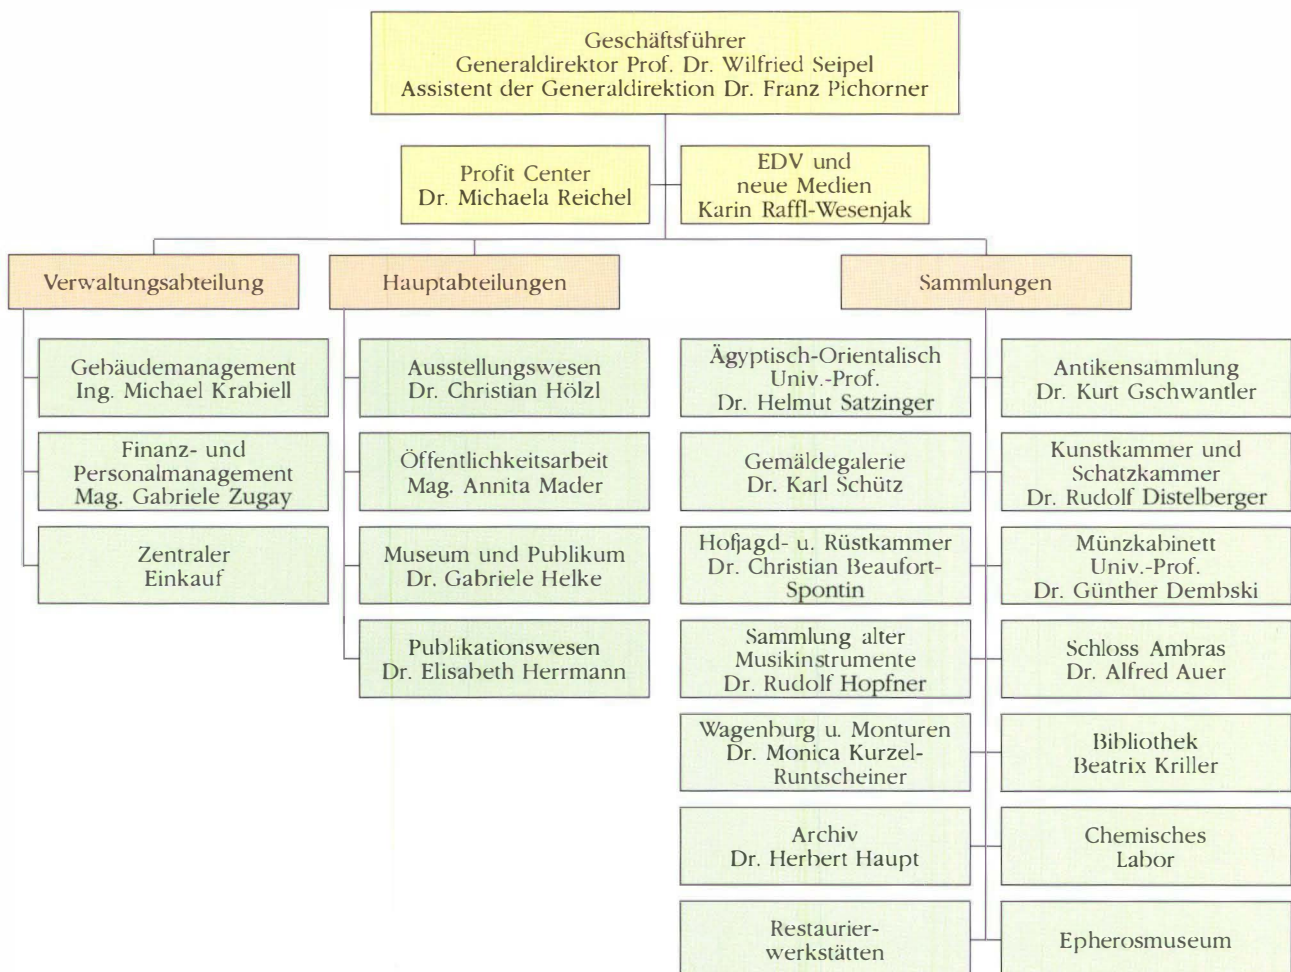 Geschäftsführer
Generaldirektor Prof. Dr. Wilfried Seipel
Assistent der Generaldirektion Dr. Franz Pichorner
Profit Center
Dr. Michaela Reichel
EDV und
neue Medien
Karin Raffl-Wesenjak
Verwaltungsabteilung
Hauptabteilungen
Sammlungen
Gebäudemanagement
Ing. Michael Krabiell
Finanz- und
Personalmanagement
Mag. Gabriele Zugay
Zentraler
Einkauf
Ausstellungswesen
Dr. Christian Hölzl
Öffentlichkeitsarbeit
Mag. Annita Mader
Museum und Publikum
Dr. Gabriele Helke
Publikationswesen
Dr. Elisabeth Herrmann
Ägyptisch-Orientalisch
Univ.-Prof.
Dr. Helmut Satzinger
Antikensammlung
Dr. Kurt Gschwantler
Gemäldegalerie
Dr. Karl Schütz
Kunstkammer und
Schatzkammer
Dr. Rudolf Distelberger
Hofjagd- u. Rüstkammer
Dr. Christian Beaufort-
Spontin
Münzkabinett
Univ.-Prof.
Dr. Günther Dembski
Sammlung alter
Musikinstrumente
Dr. Rudolf Hopfner
Schloss Ambras
Dr. Alfred Auer
Wagenburg u. Monturen
Dr. Monica Kurzel-
Runtscheiner
Bibliothek
Beatrix Kriller
Archiv
Dr. Herbert Haupt
Chemisches
Labor
Restaurier-
werkstätten
Epherosmuseum